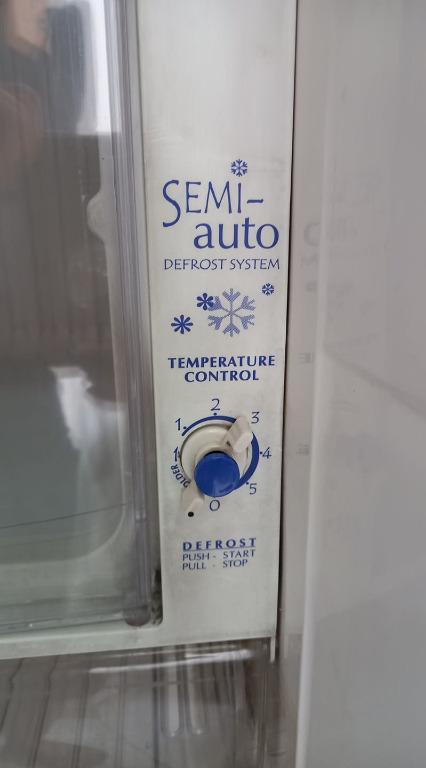 SEMI-
auto
DEFROST SYSTEM
TEMPERATURE
CONTROL
2
1 3
4
5
0
DEFROST
PUSH - START
PULL - STOP